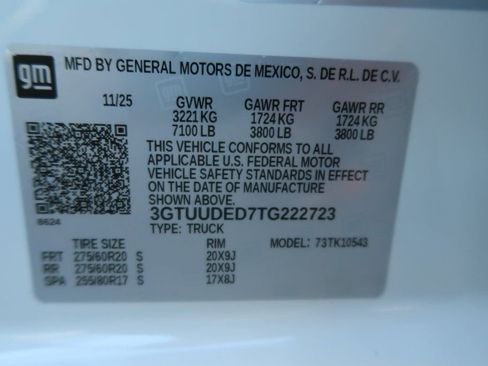 gm
MFD BY GENERAL MOTORS DE MEXICO, S. DE R.L. DE C.V.
11/25 GVWR GAWR FRT GAWR RR
3221 KG 1724 KG 1724 KG
7100 LB 3800 LB 3800 LB
THIS VEHICLE CONFORMS TO ALL
APPLICABLE U.S. FEDERAL MOTOR
VEHICLE SAFETY STANDARDS IN EFFECT
ON THE DATE OF MANUFACTURE
SHOWN ABOVE.
8624 3GTUUDED7TG222723
TYPE: TRUCK
TIRE SIZE RIM MODEL: 73TK10543
FRT 275/60R20 S 20X9J
RR 275/60R20 S 20X9J
SPA 255/80R17 S 17X8J